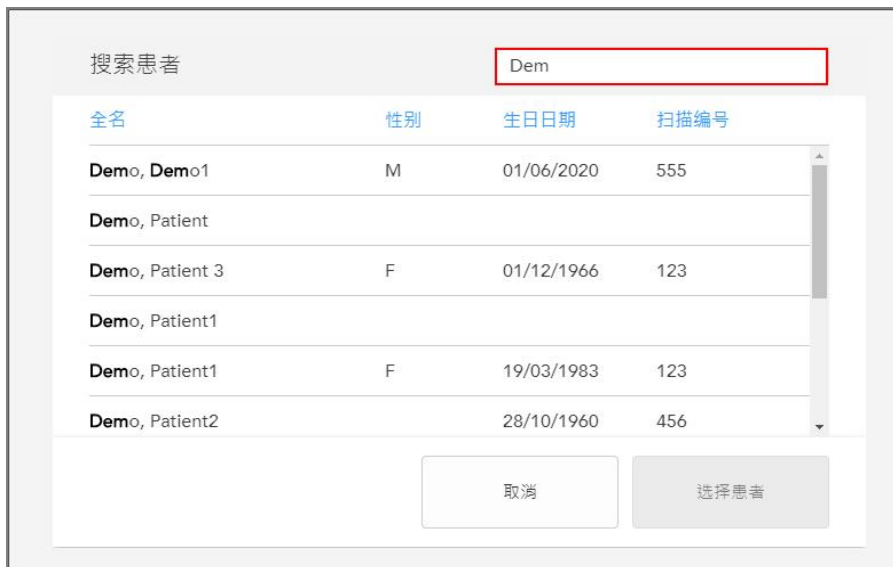 搜索患者 Dem
全名 性别 生日日期 扫描编号
Demo, Demo1 M 01/06/2020 555
Demo, Patient
Demo, Patient 3 F 01/12/1966 123
Demo, Patient1
Demo, Patient1 F 19/03/1983 123
Demo, Patient2 28/10/1960 456
取消 选择患者